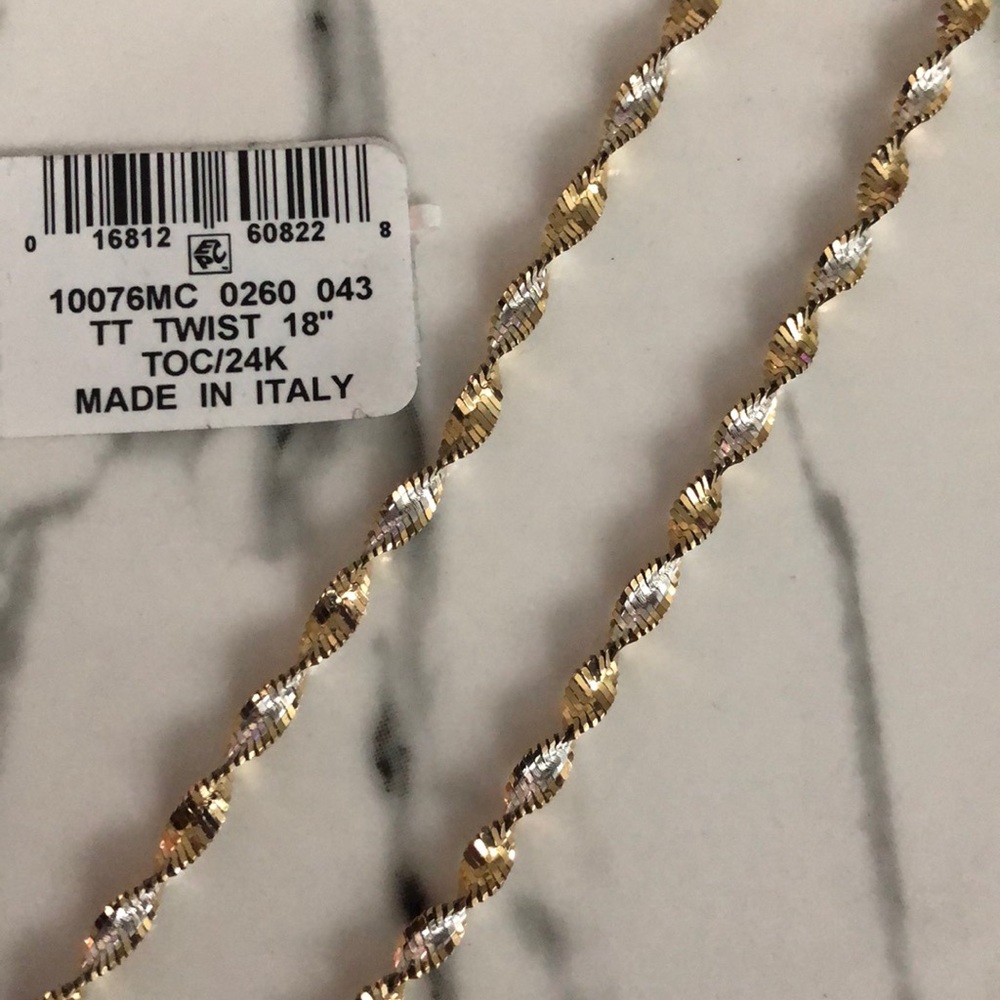 0 16812 60822 8
10076MC 0260 043
TT TWIST 18"
TOC/24K
MADE IN ITALY